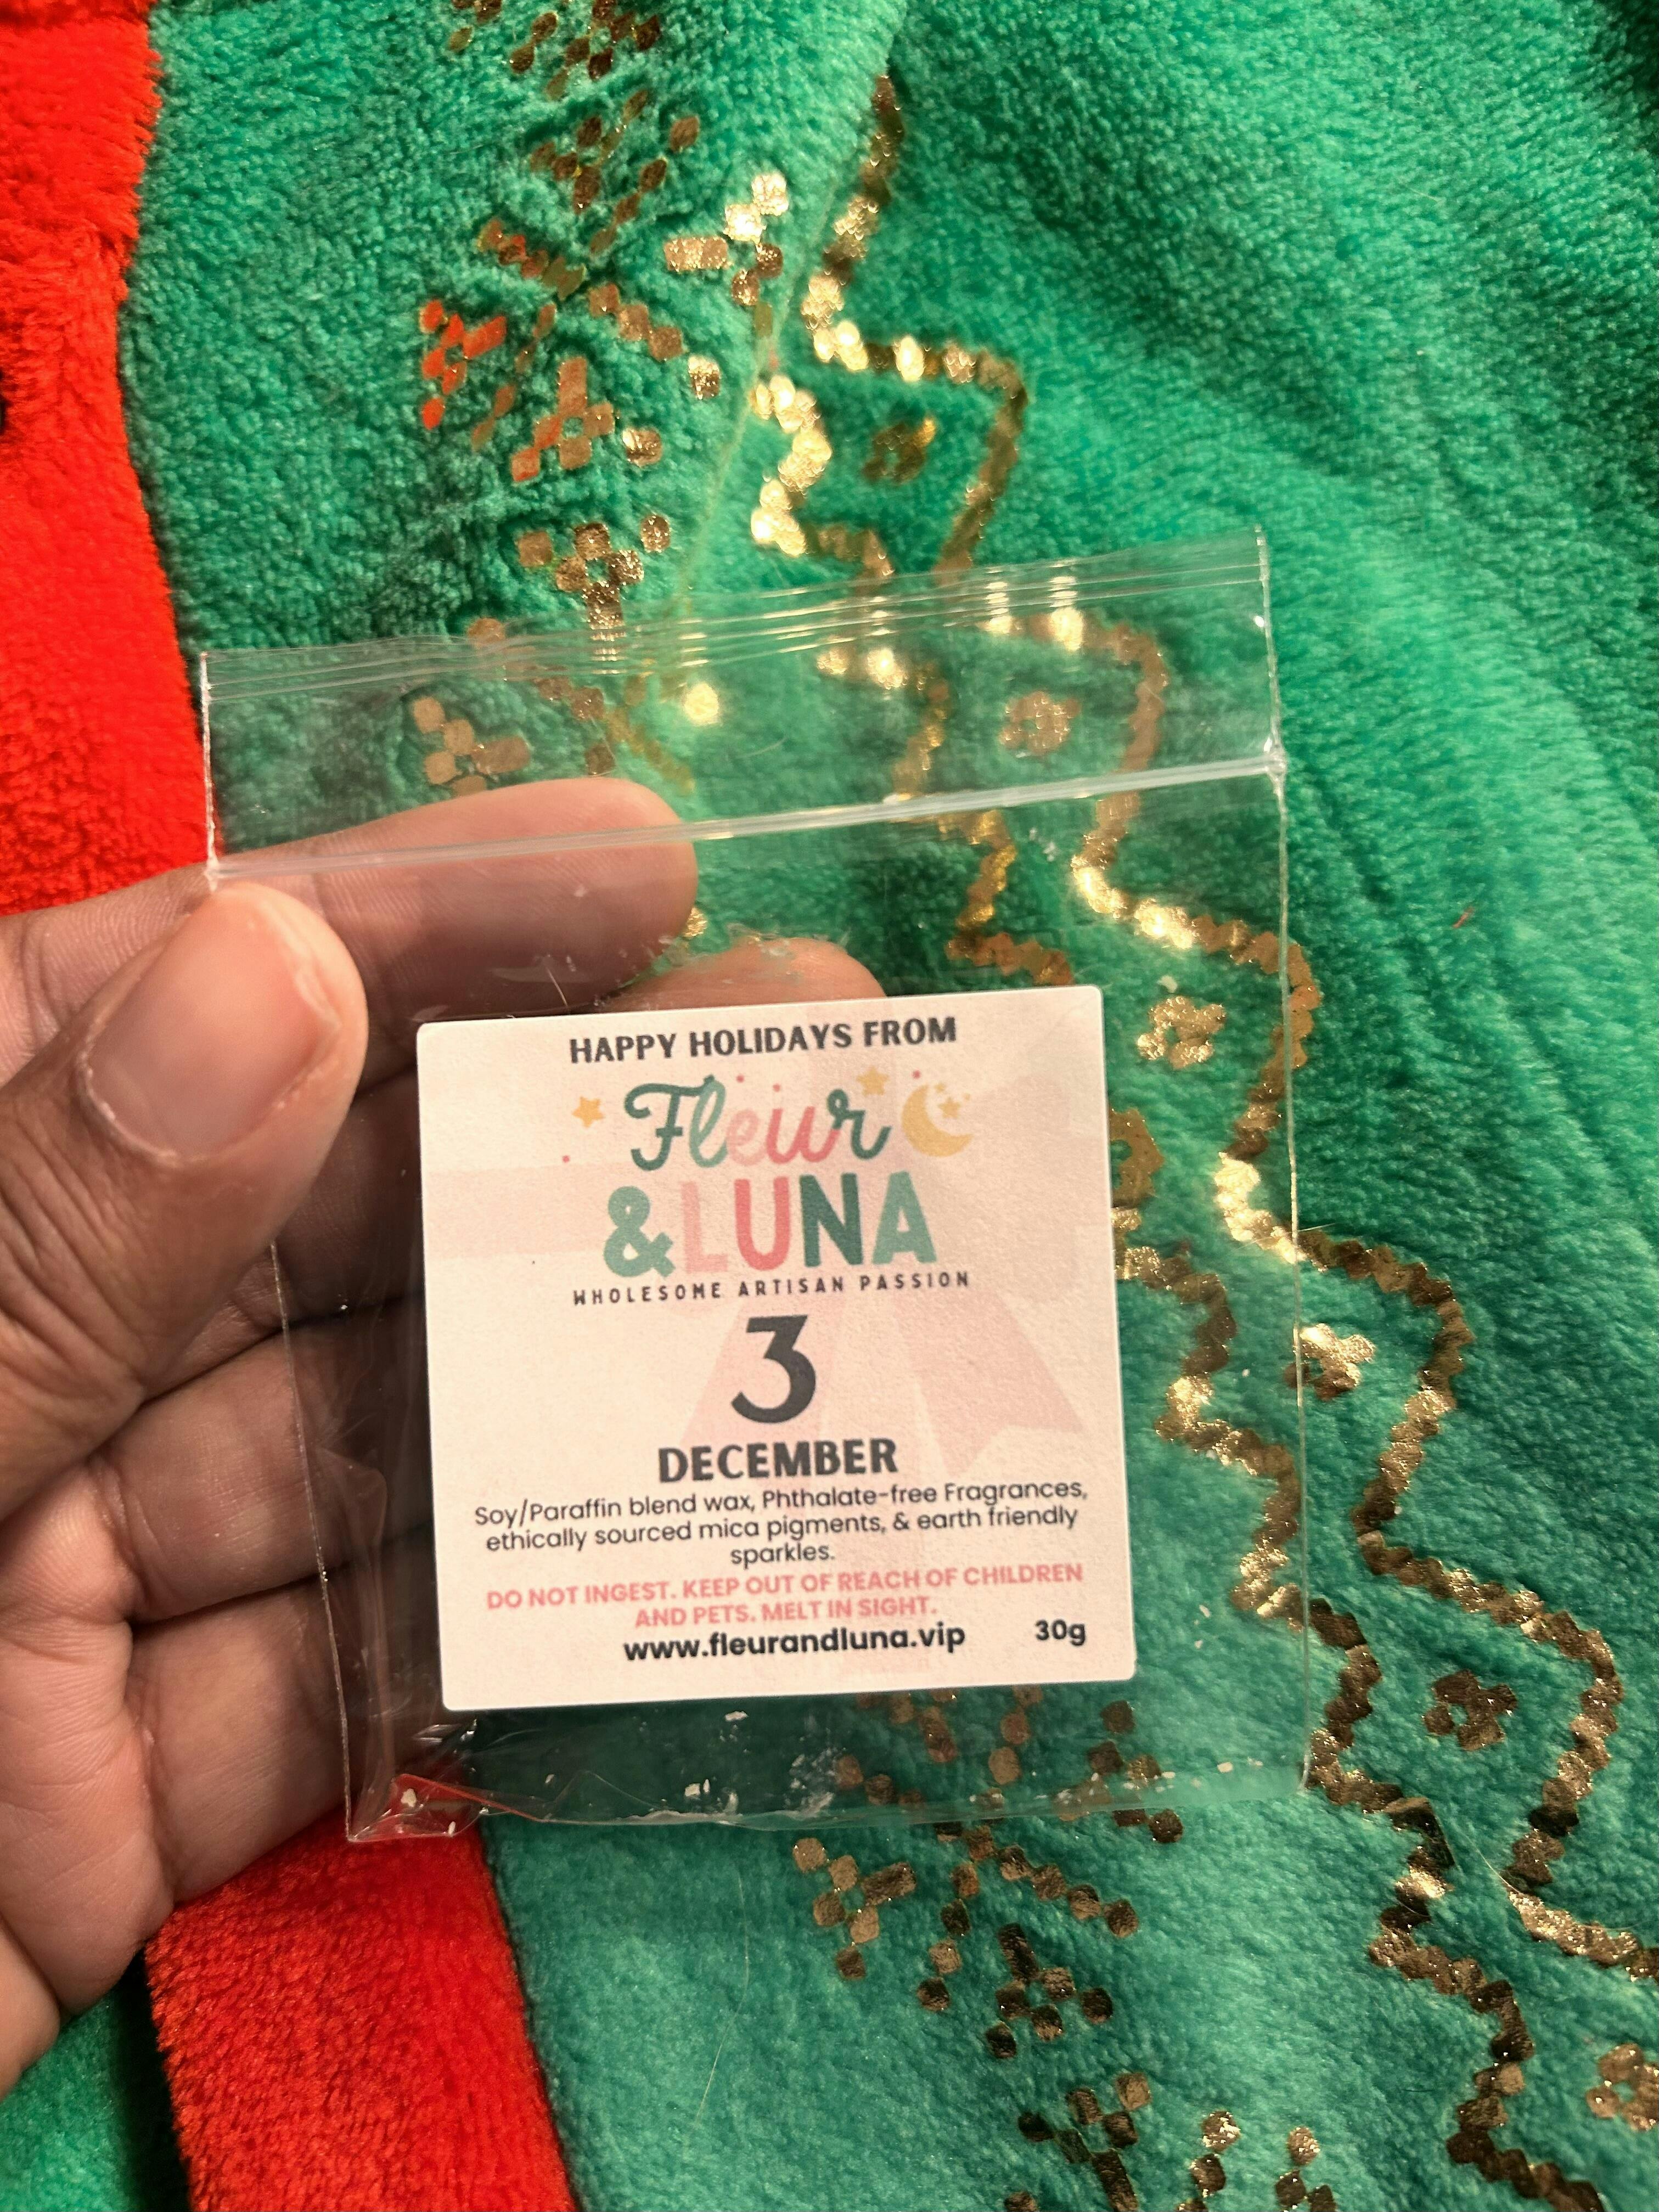 HAPPY HOLIDAYS FROM
Fleur
&LUNA
WHOLESOME ARTISAN PASSION
3
DECEMBER
Soy/Paraffin blend wax, Phthalate-free Fragrances,
ethically sourced mica pigments, & earth friendly
sparkles.
DO NOT INGEST. KEEP OUT OF REACH OF CHILDREN
AND PETS. MELT IN SIGHT.
www.fleurandluna.vip 30g